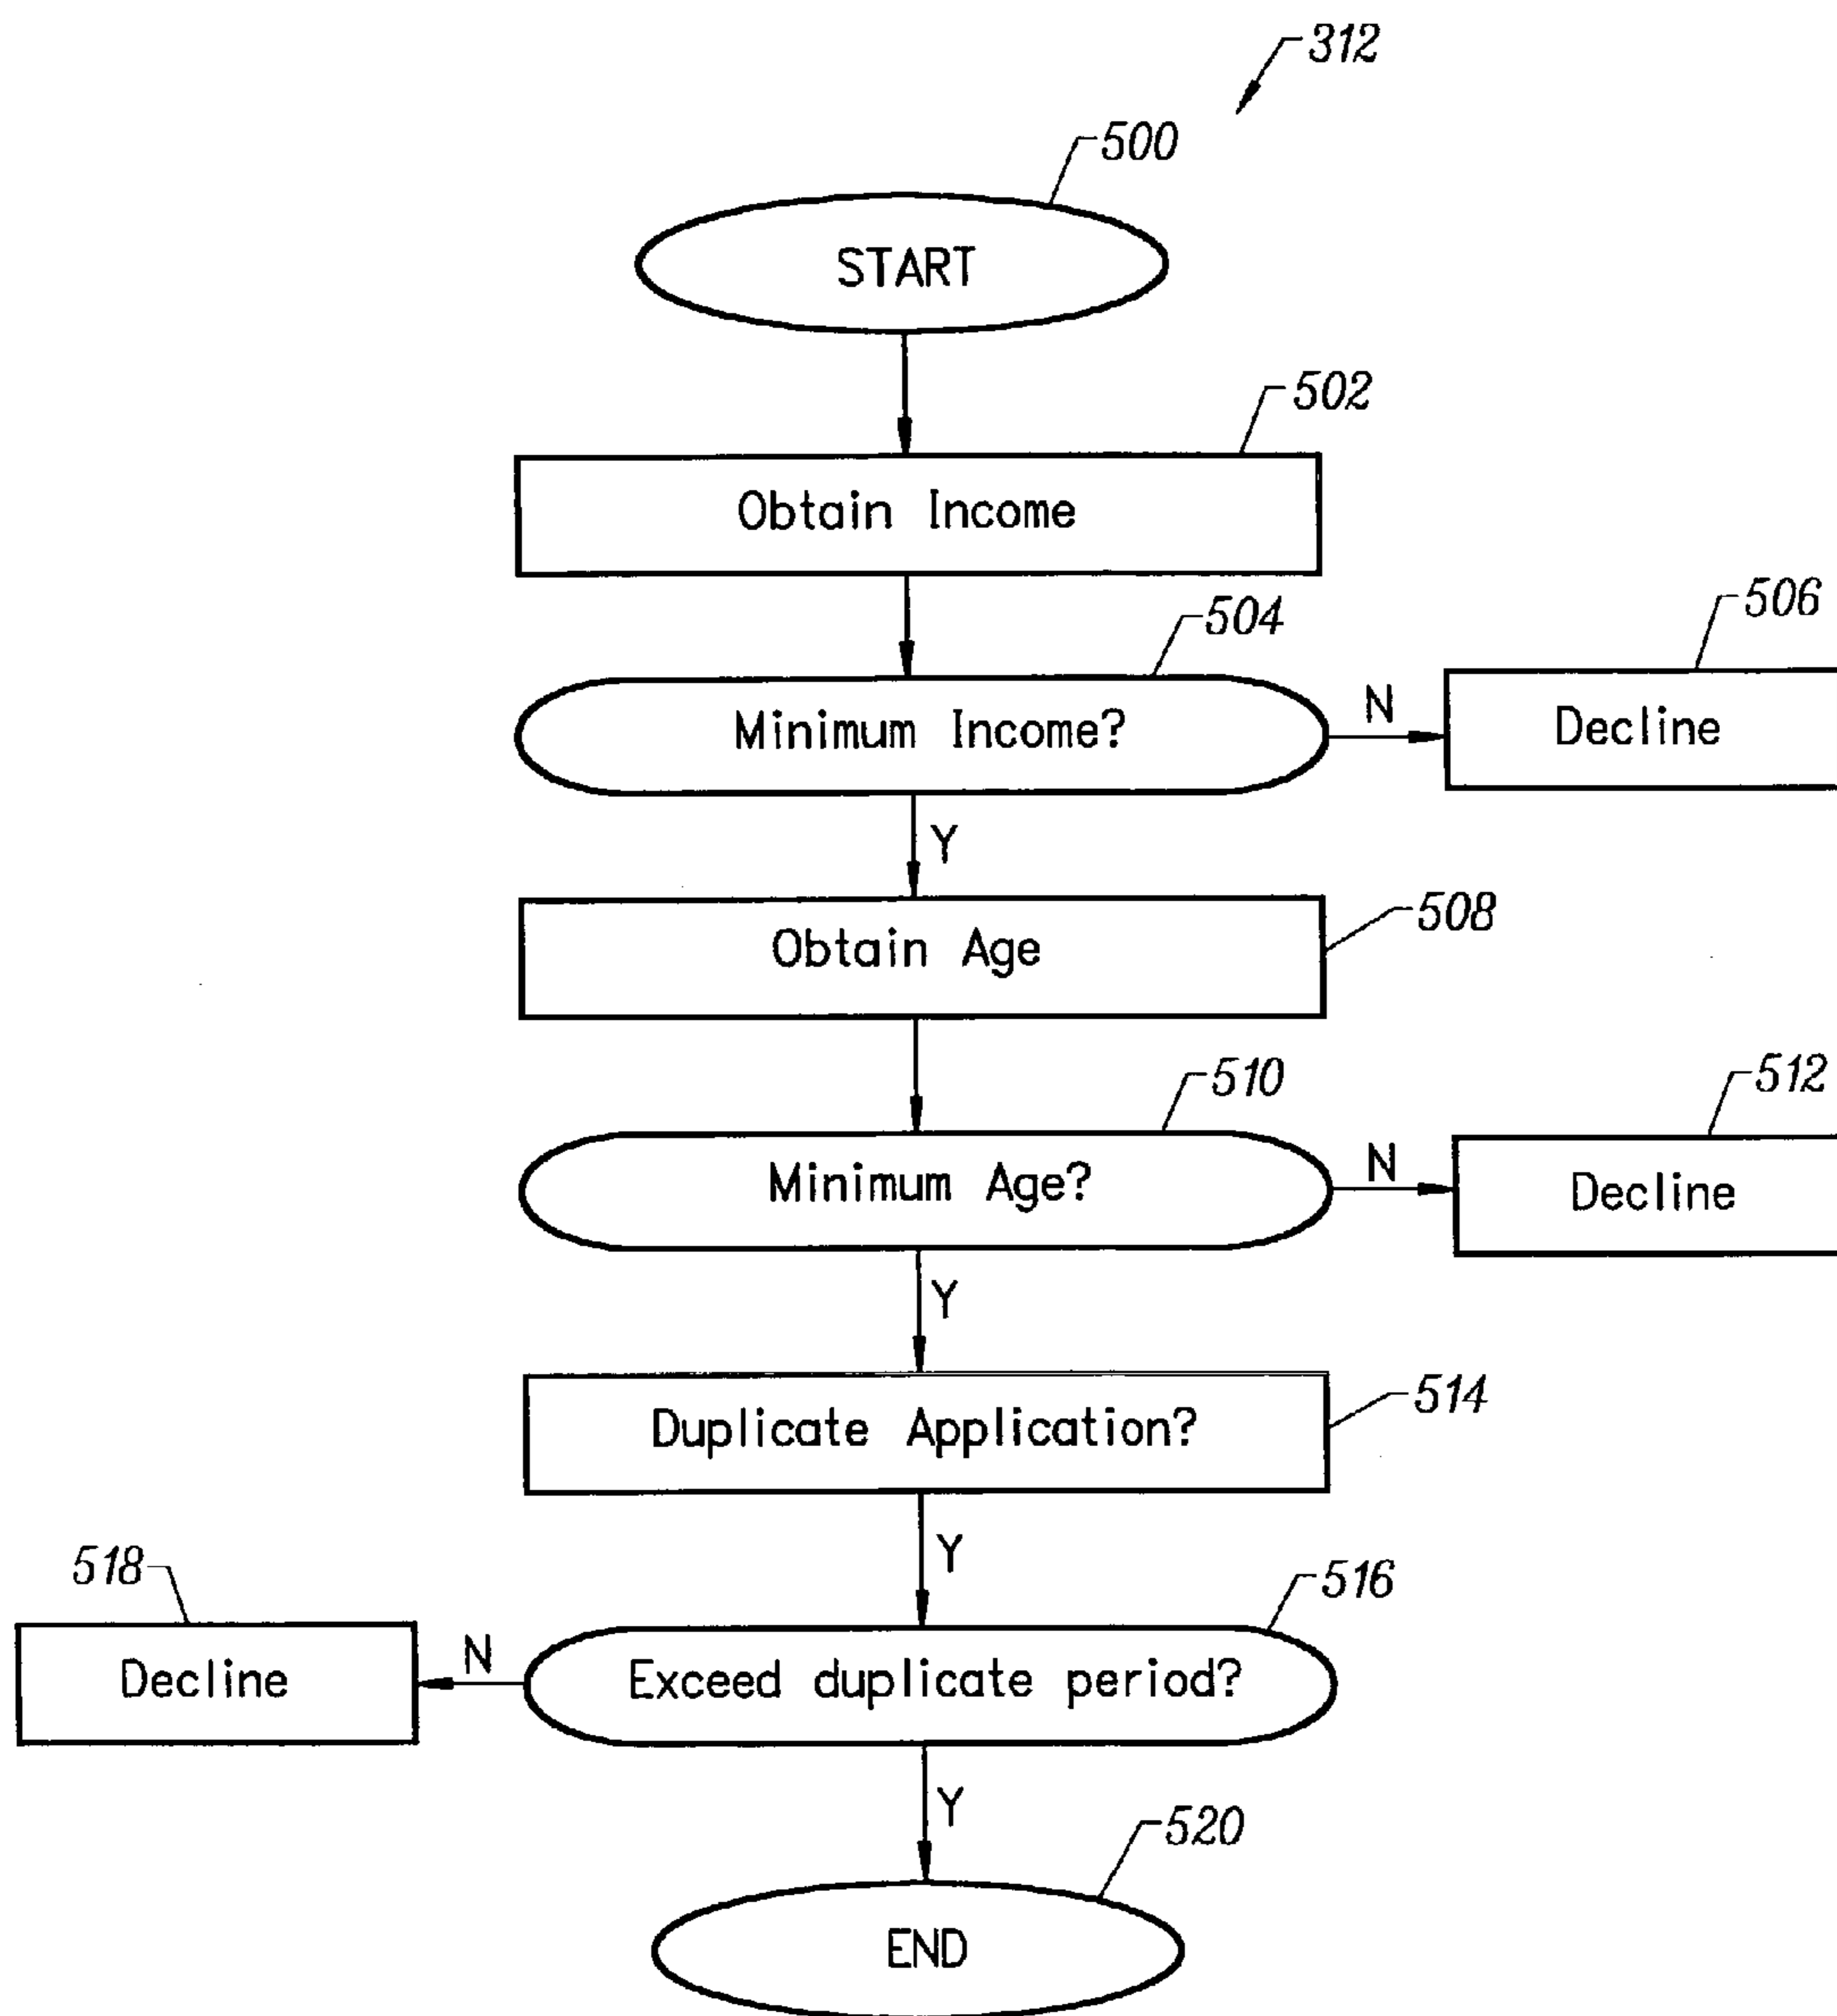 312
500
START
502
Obtain Income
504
506
Minimum Income?
N
Decline
Y
508
Obtain Age
510
512
Minimum Age?
N
Decline
Y
514
Duplicate Application?
Y
518
516
Decline
N
Exceed duplicate period?
Y
520
END